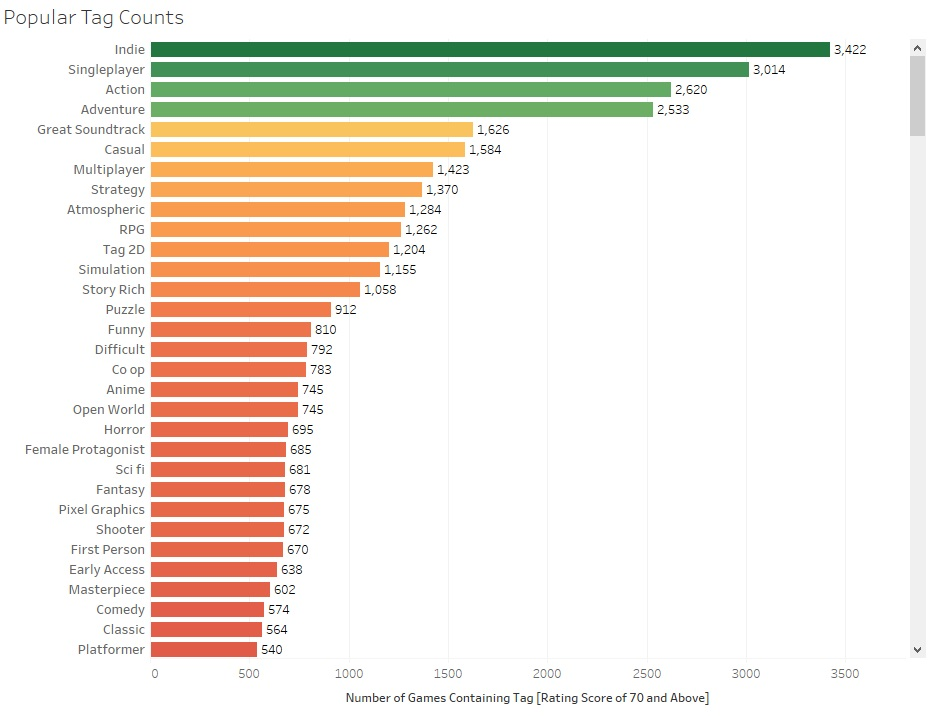 Popular Tag Counts
Indie 3,422
Singleplayer 3,014
Action 2,620
Adventure 2,533
Great Soundtrack 1,626
Casual 1,584
Multiplayer 1,423
Strategy 1,370
Atmospheric 1,284
RPG 1,262
Tag 2D 1,204
Simulation 1,155
Story Rich 1,058
Puzzle 912
Funny 810
Difficult 792
Co op 783
Anime 745
Open World 745
Horror 695
Female Protagonist 685
Sci fi 681
Fantasy 678
Pixel Graphics 675
Shooter 672
First Person 670
Early Access 638
Masterpiece 602
Comedy 574
Classic 564
Platformer 540
0 500 1000 1500 2000 2500 3000 3500
Number of Games Containing Tag [Rating Score of 70 and Above]